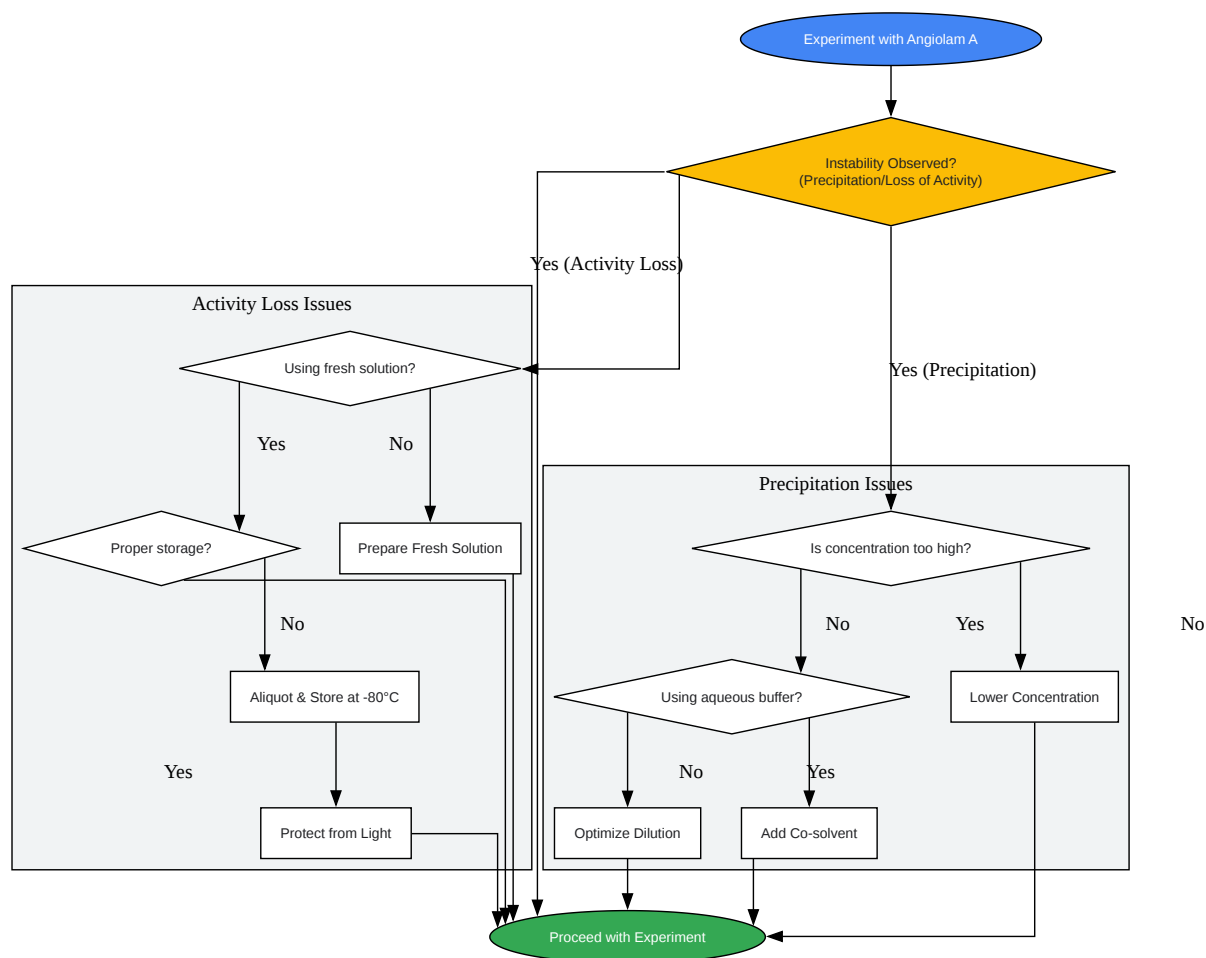 Experiment with Angiolam A
Instability Observed?
(Precipitation/Loss of Activity)
Yes (Activity Loss)
Activity Loss Issues
Using fresh solution?
Yes (Precipitation)
Yes
No
Precipitation Issues
Proper storage?
Prepare Fresh Solution
Is concentration too high?
No
No
Yes
No
Aliquot & Store at -80°C
Using aqueous buffer?
Lower Concentration
Yes
No
Yes
Protect from Light
Optimize Dilution
Add Co-solvent
Proceed with Experiment